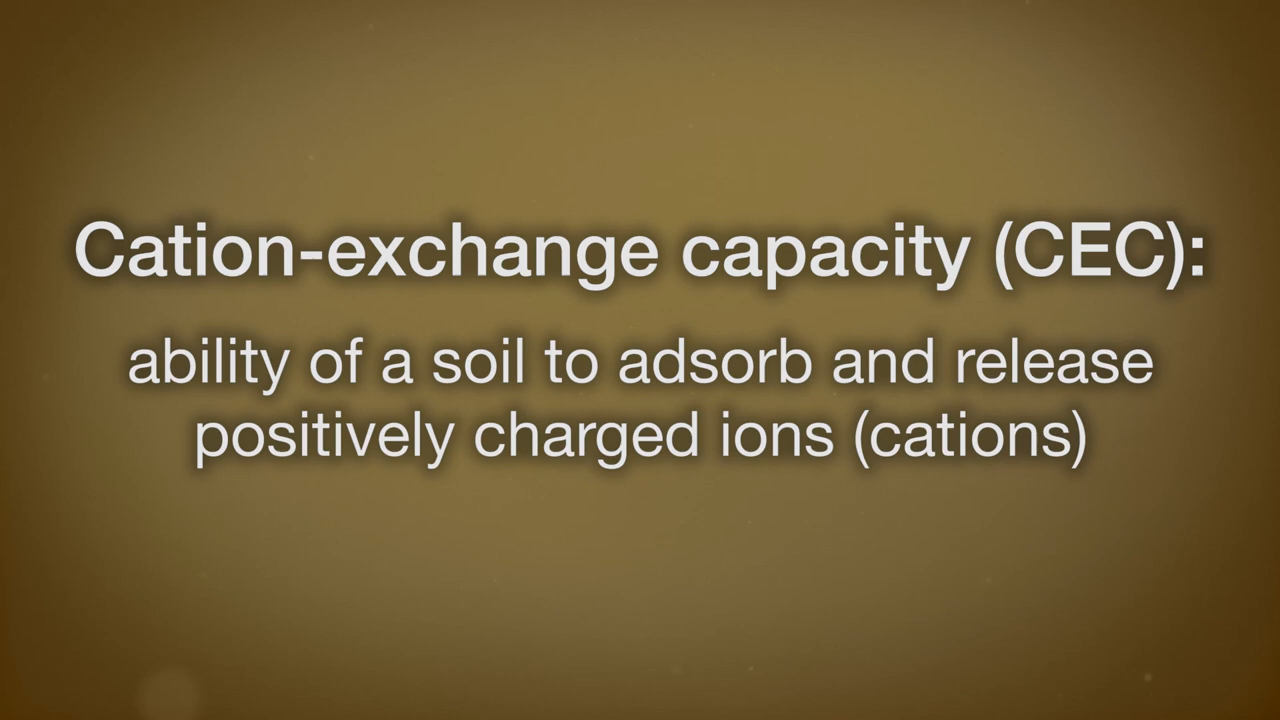 Cation-exchange capacity (CEC):
ability of a soil to adsorb and release
positively charged ions (cations)